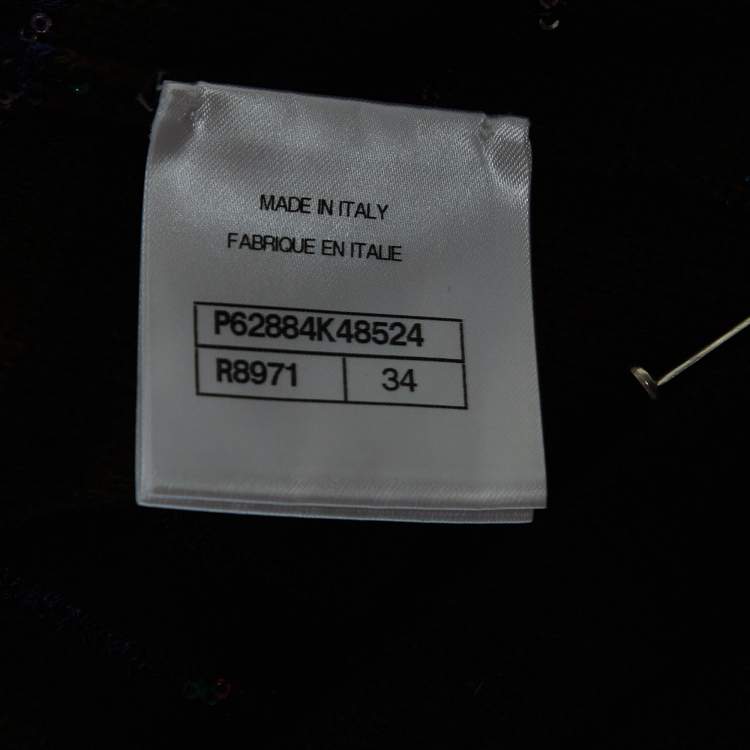 MADE IN ITALY
FABRIQUE EN ITALIE
P62884K48524
R8971 34